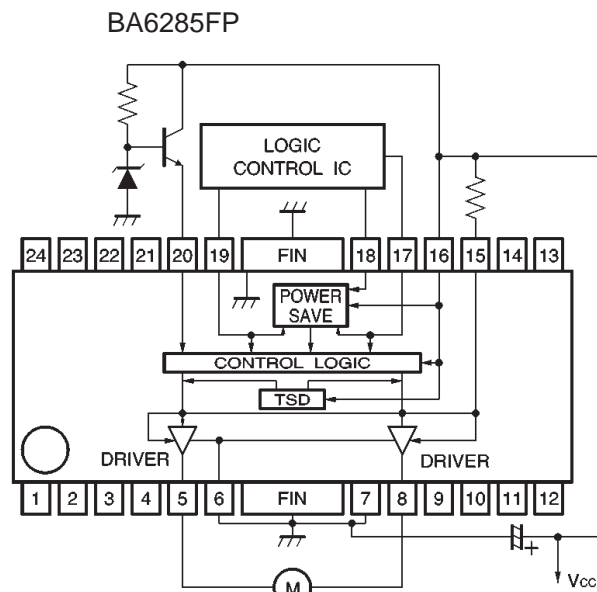 BA6285FP
LOGIC
CONTROL IC
24 23 22 21 20 19 FIN 18 17 16 15 14 13
POWER
SAVE
CONTROL LOGIC
TSD
DRIVER DRIVER
1 2 3 4 5 6 FIN 7 8 9 10 11 12
+
M VCC